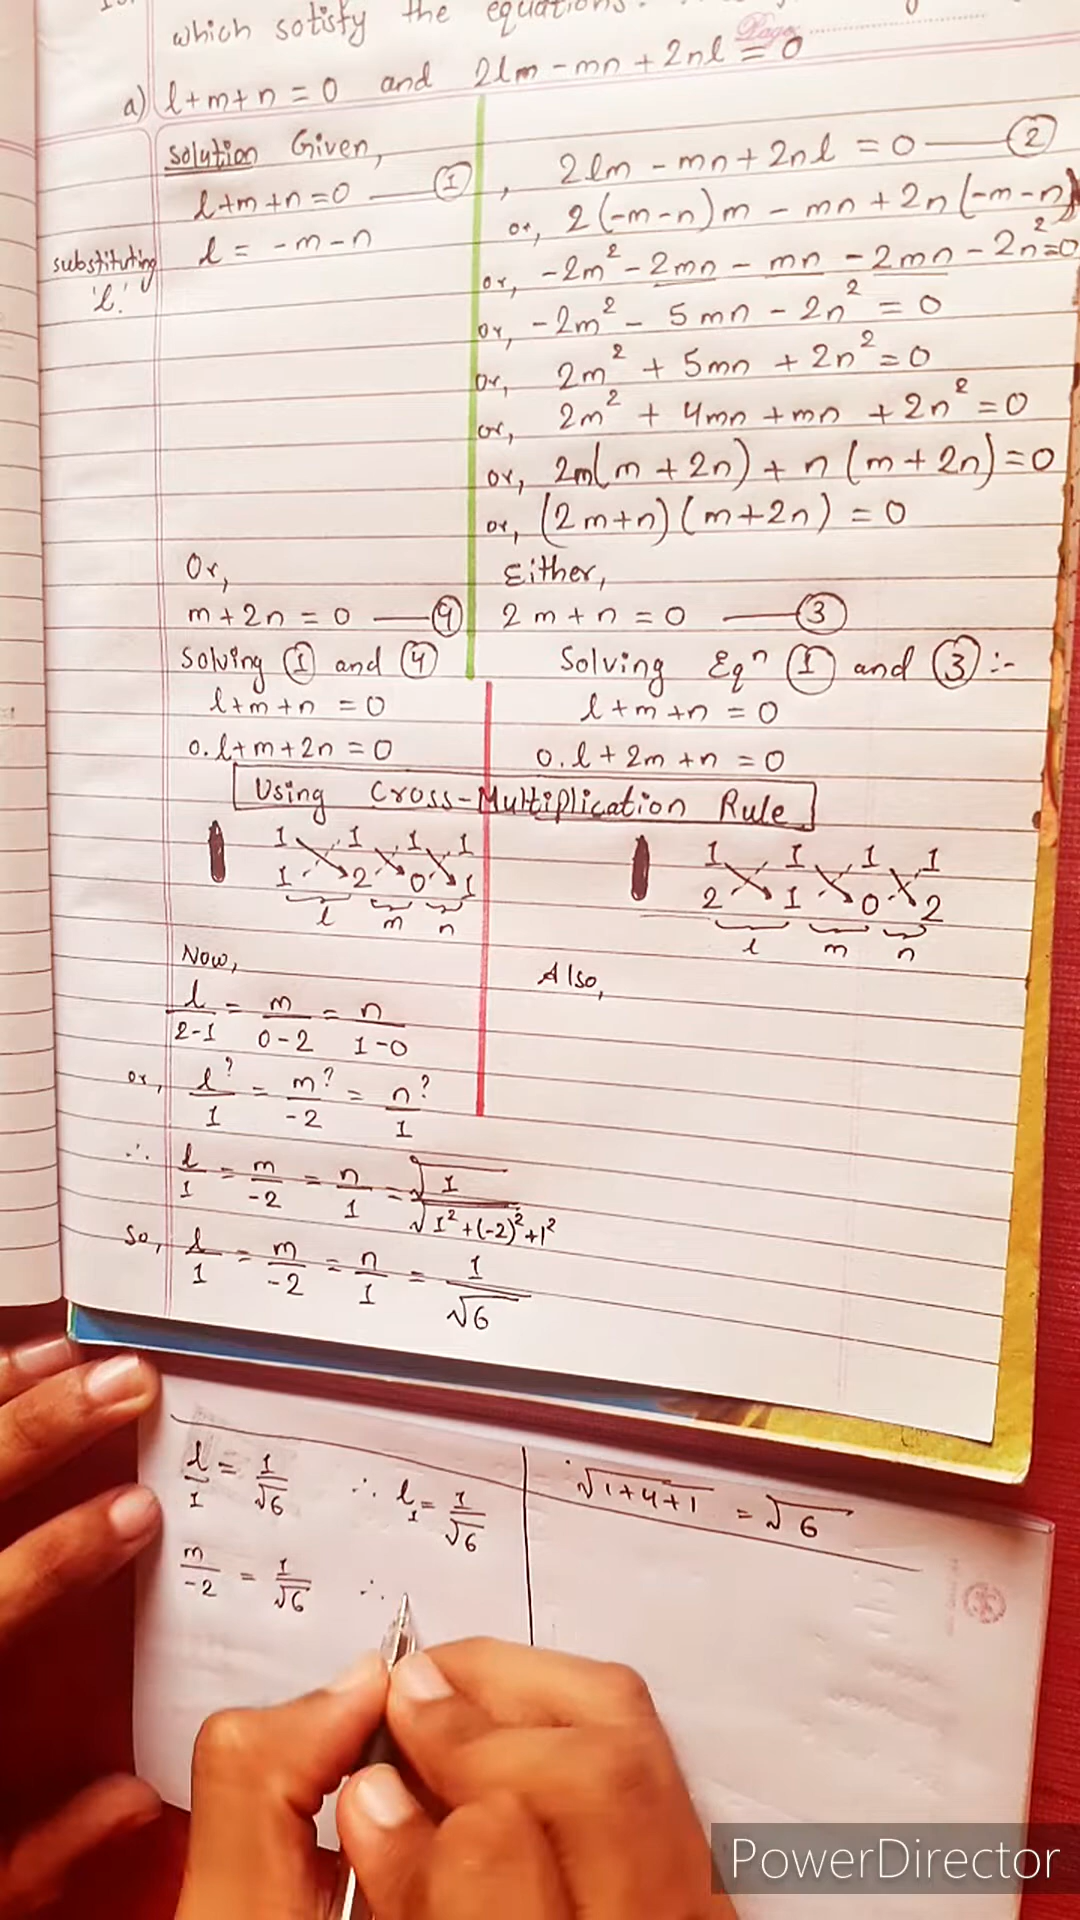 which sotisfy the equations.
Page:
a) l+m+n=0 and 2lm-mn+2nl=0
Solution Given,
l+m+n=0 — ①
, 2lm - mn + 2nl = 0 — ②
l = -m-n
or, 2(-m-n)m - mn + 2n(-m-n)
substituting
'l'.
or, -2m² - 2mn - mn - 2mn - 2n²=0
or, -2m² - 5mn - 2n² = 0
or, 2m² + 5mn + 2n² = 0
or, 2m² + 4mn + mn + 2n² = 0
or, 2m(m+2n) + n(m+2n)=0
or, (2m+n)(m+2n) = 0
Or,
m+2n = 0 — ④
Solving ① and ④
l+m+n = 0
0.l+m+2n = 0
Either,
2m+n = 0 — ③
Solving Eqⁿ ① and ③ :-
l+m+n = 0
0.l + 2m+n = 0
Using Cross-Multiplication Rule
1 1 1 1
1 2 0 1
l m n
1 1 1 1
2 1 0 2
l m n
Now,
l/2-1 = m/0-2 = n/1-0
or, l?/1 = m?/-2 = n?/1
∴ l/1 = m/-2 = n/1 = √1/√1²+(-2)²+1²
So, l/1 = m/-2 = n/1 = 1/√6
Also,
l/1 = 1/√6 ∴ l₁ = 1/√6
m/-2 = 1/√6 ∴
√1+4+1 = √6
PowerDirector